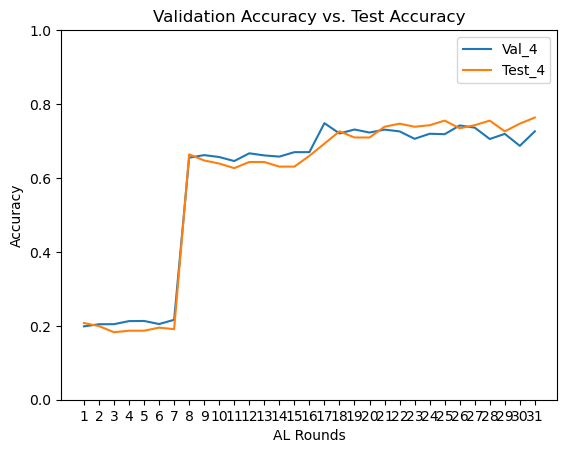 Validation Accuracy vs. Test Accuracy
1.0
Val_4
Test_4
0.8
0.6
Accuracy
0.4
0.2
0.0
1 2 3 4 5 6 7 8 9 10 11 12 13 14 15 16 17 18 19 20 21 22 23 24 25 26 27 28 29 30 31
AL Rounds